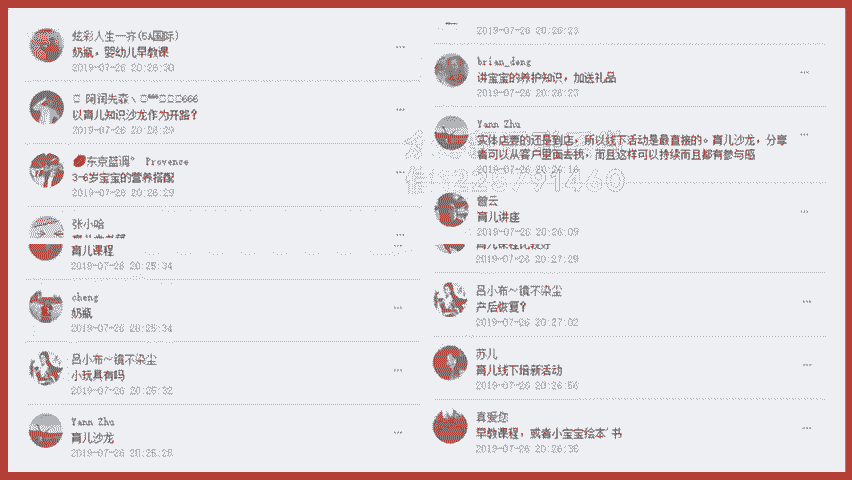 炫彩人生一亦(5A国际)
奶瓶，婴幼儿早教课
2019-07-26 20:26:30
阿润先森
666
以育儿知识沙龙作为开路？
2019-07-26 20:26:29
东京蓝调° Provence
3-6岁宝宝的营养搭配
2019-07-26 20:26:29
张小哈
育儿课程
2019-07-26 20:25:34
cheng
奶瓶
2019-07-26 20:25:34
吕小布～镜不染尘
小玩具有吗
2019-07-26 20:25:32
Yann Zhu
育儿沙龙
2019-07-26 20:25:28
2019-07-26 20:26:23
brian_deng
讲宝宝的养护知识，加送礼品
2019-07-26 20:26:23
Yann Zhu
实体店要的还是到店，所以线下活动是最直接的。育儿沙龙，分享
者可以从客户里面去找，而且这样可以持续而且都有参与感
2019-07-26 20:26:16
曾云
育儿讲座
2019-07-26 20:26:09
育儿课程比较好
2019-07-26 20:27:29
吕小布～镜不染尘
产后恢复？
2019-07-26 20:27:02
苏儿
育儿线下培新活动
2019-07-26 20:26:56
真爱您
早教课程，或者小宝宝绘本 书
2019-07-26 20:26:36